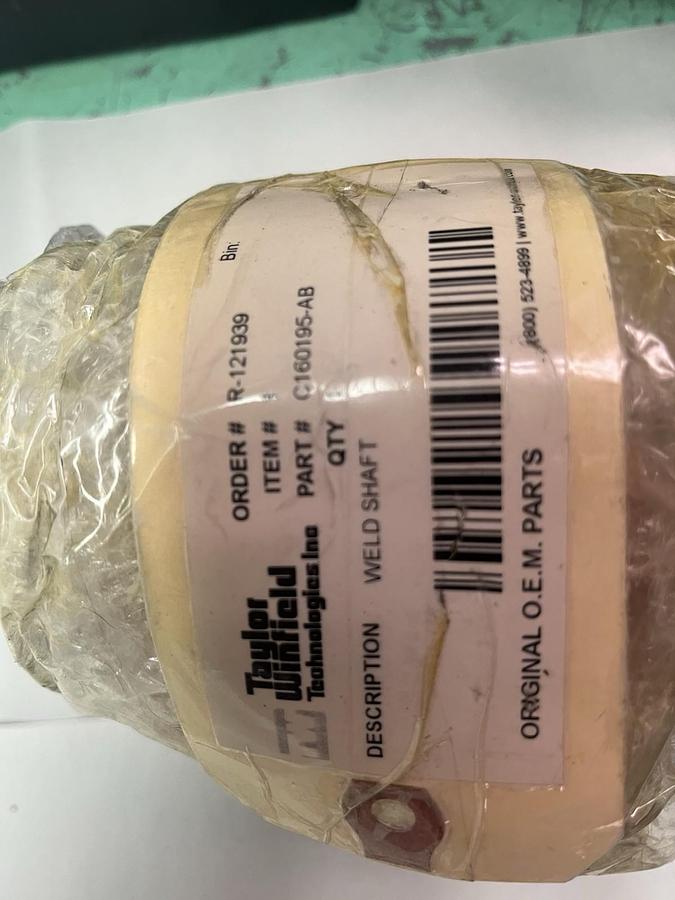 Taylor
Winfield
Technologies Inc
Bin:
ORDER # R-121939
ITEM #
PART # C160195-AB
QTY
DESCRIPTION WELD SHAFT
ORIGINAL O.E.M. PARTS (800) 523-4899 | www.taylor